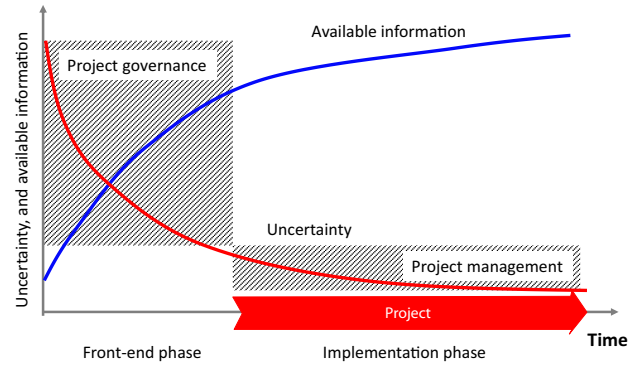 Available information
Project governance
Uncertainty, and available information
Uncertainty
Project management
Project
Time
Front-end phase
Implementation phase